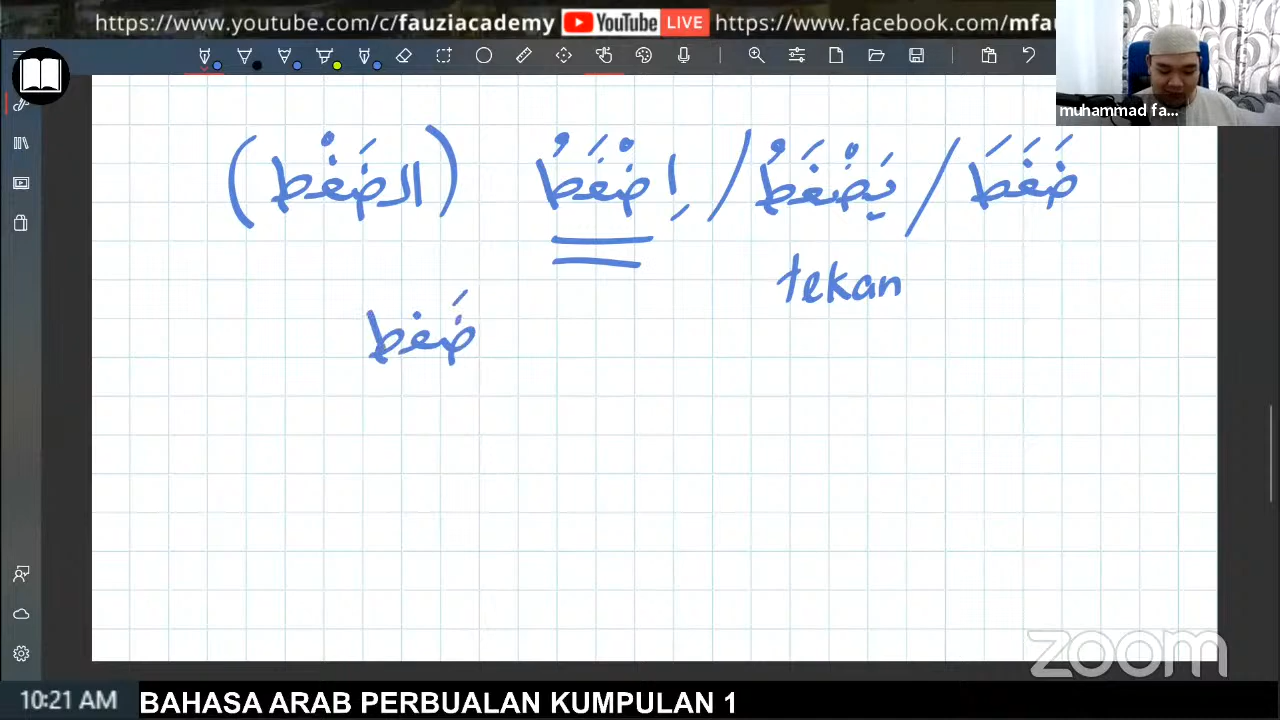 https://www.youtube.com/c/fauziacademy YouTube LIVE https://www.facebook.com/mfau
muhammad fa...
ضَغَطَ / يَضْغَطُ / اِضْغَطْ (الضَغْط)
tekan
ضَغط
zoom
10:21 AM BAHASA ARAB PERBUALAN KUMPULAN 1